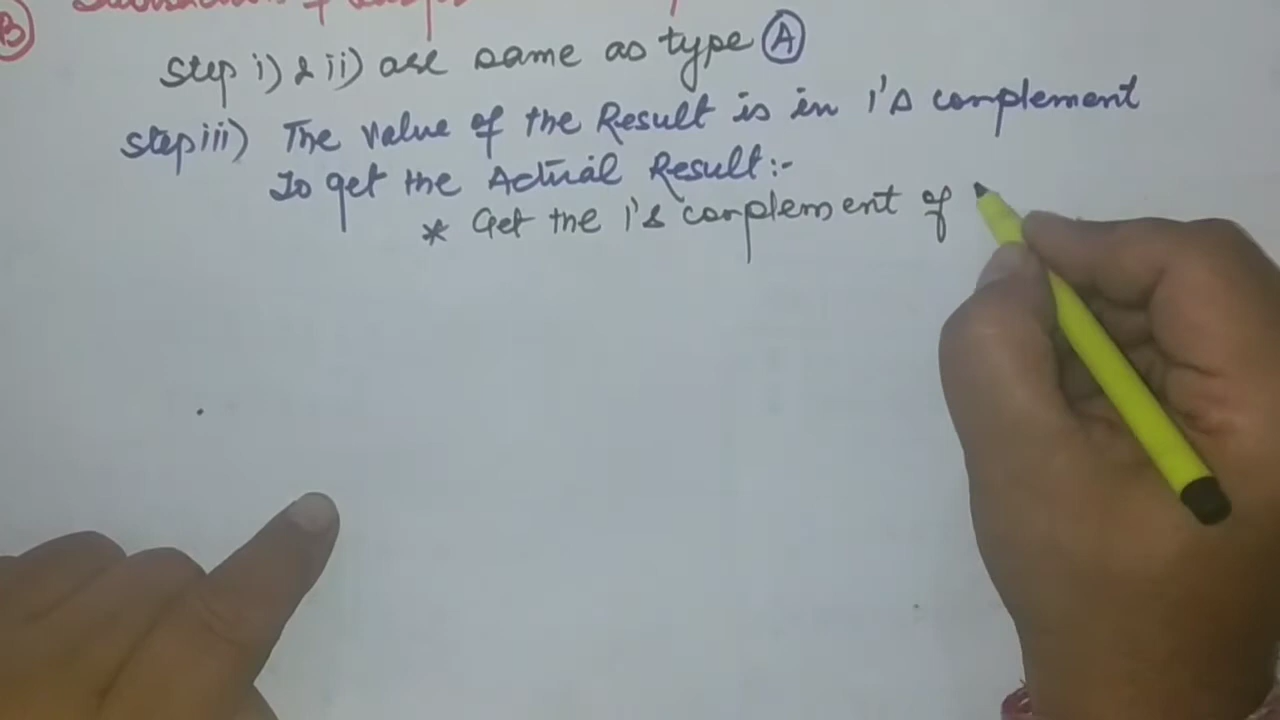 B
step i) & ii) are same as type A
step iii) The value of the Result is in 1's complement
To get the Actual Result:-
* Get the 1's complement of